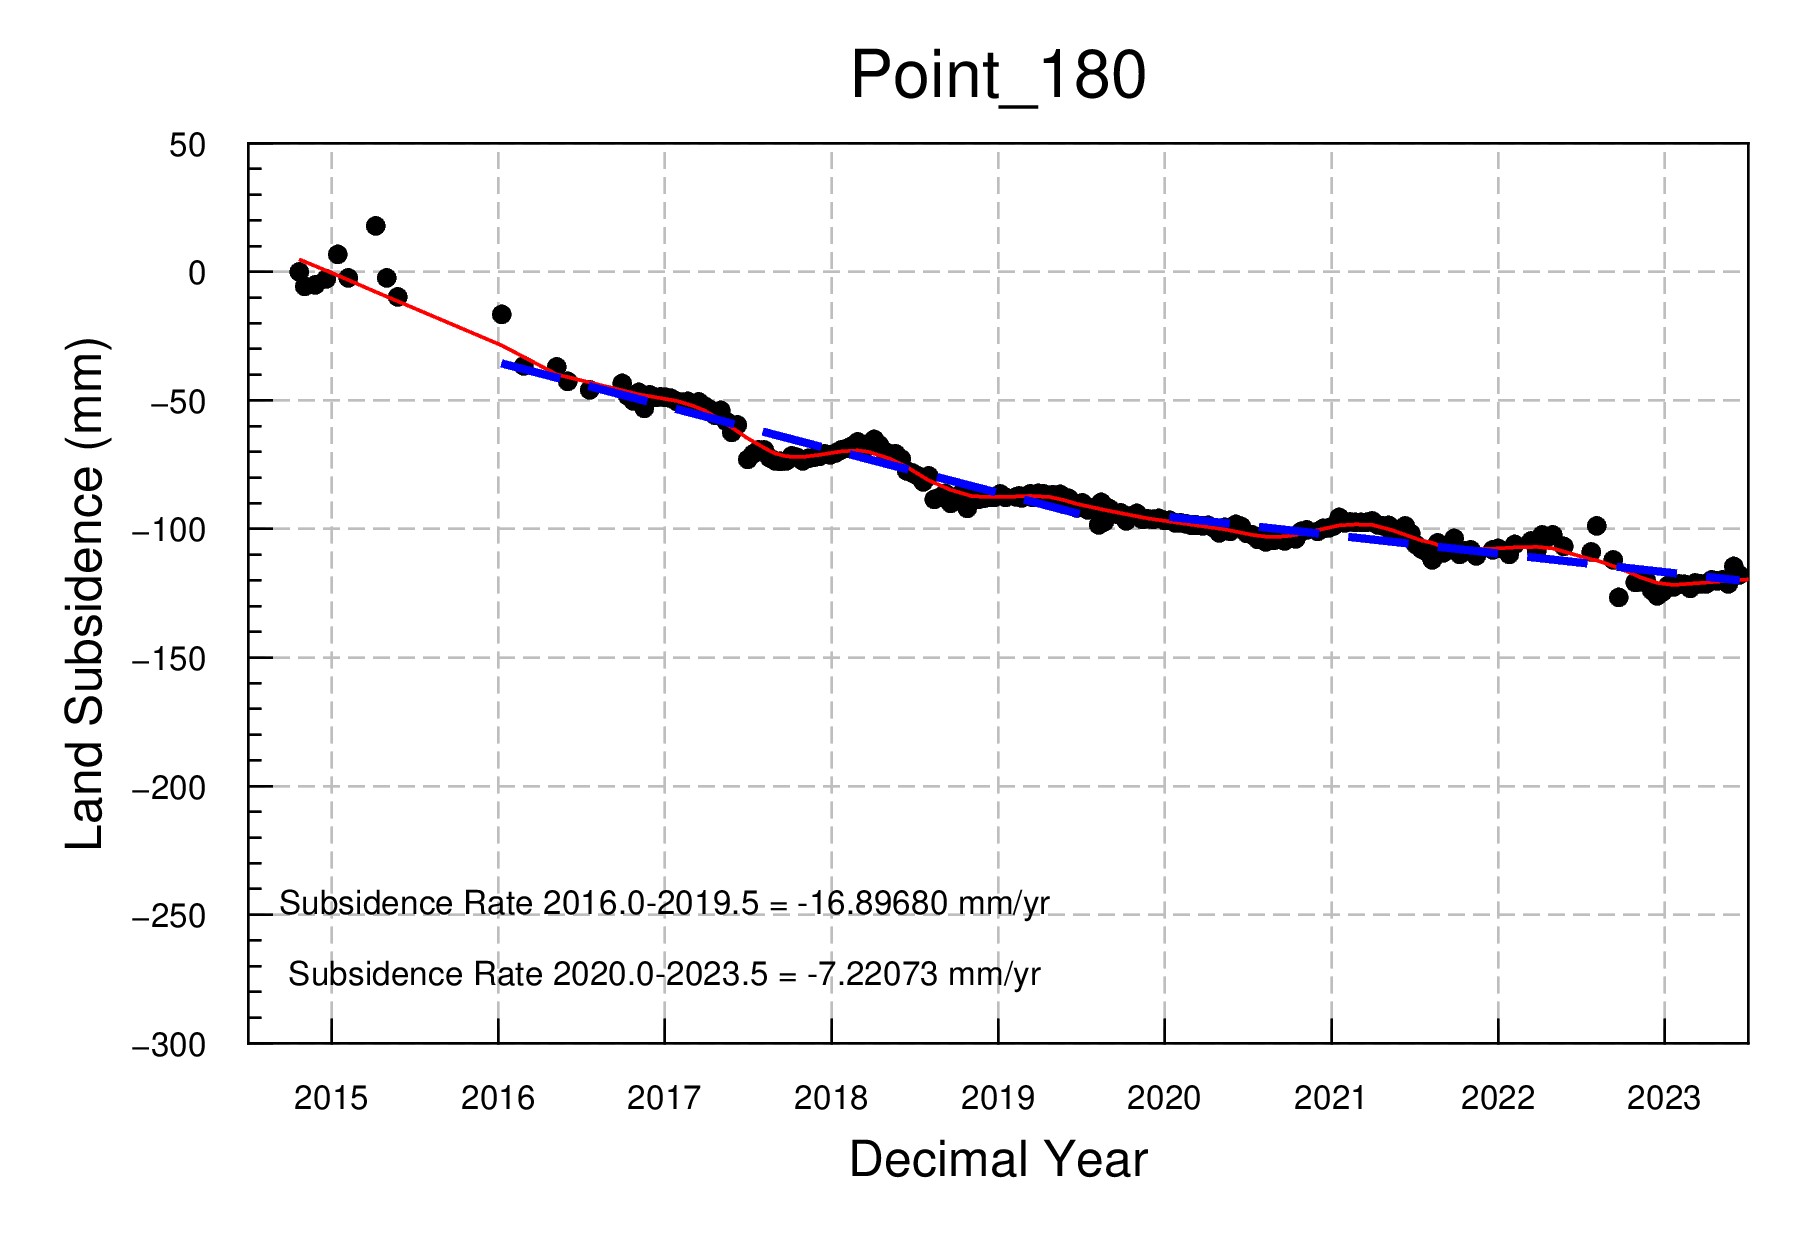 Point_180
50
0
−50
−100
−150
−200
−250
−300
Land Subsidence (mm)
Subsidence Rate 2016.0-2019.5 = -16.89680 mm/yr
Subsidence Rate 2020.0-2023.5 = -7.22073 mm/yr
2015 2016 2017 2018 2019 2020 2021 2022 2023
Decimal Year